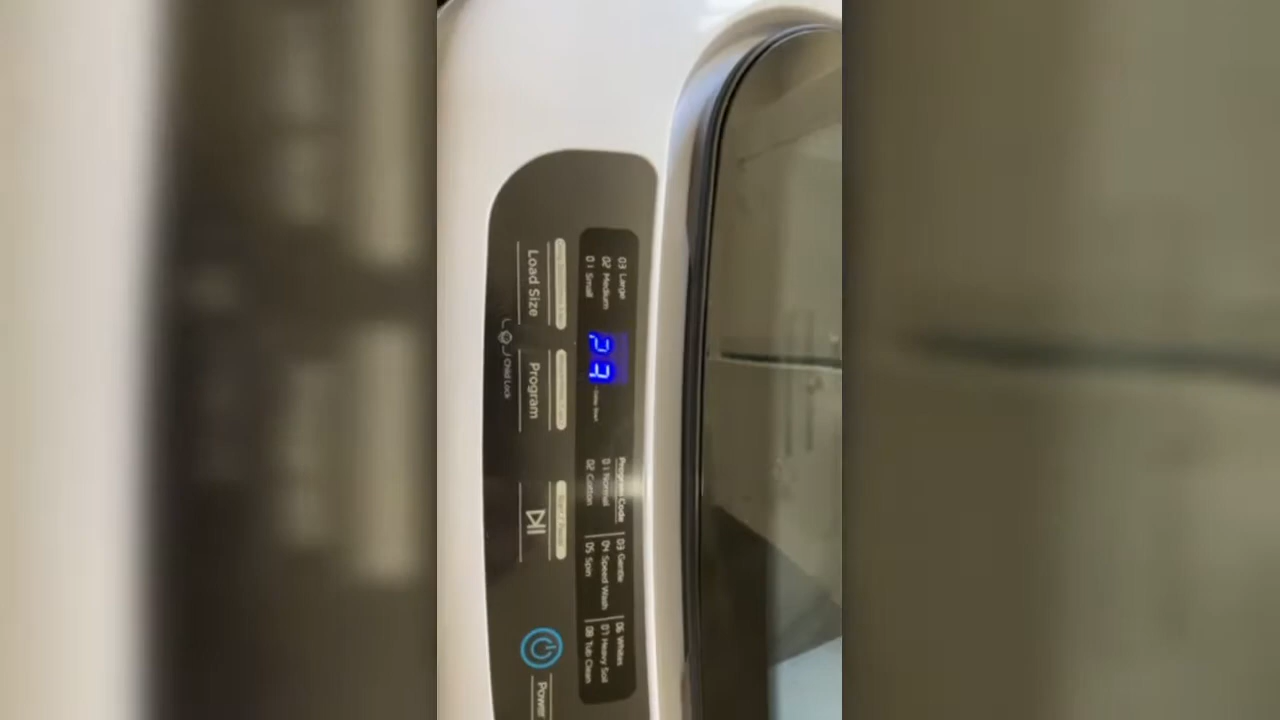 03 Large
02 Medium
01 Small
Program Code
01 Normal
02 Cotton
03 Gentle
04 Speed Wash
05 Spin
06 Whites
07 Heavy Soil
08 Tub Clean
Load Size
Program
Child Lock
Power